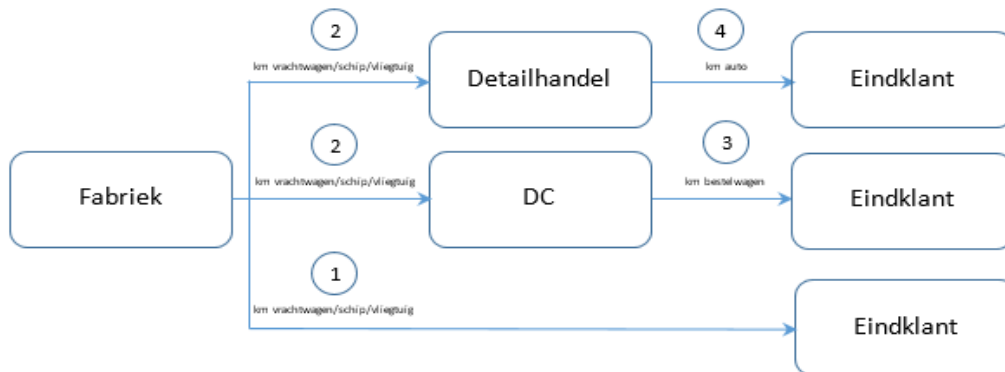 2
4
km vrachtwagen/schip/vliegtuig
km auto
Detailhandel
Eindklant
2
3
km vrachtwagen/schip/vliegtuig
km bestelwagen
Fabriek
DC
Eindklant
1
km vrachtwagen/schip/vliegtuig
Eindklant